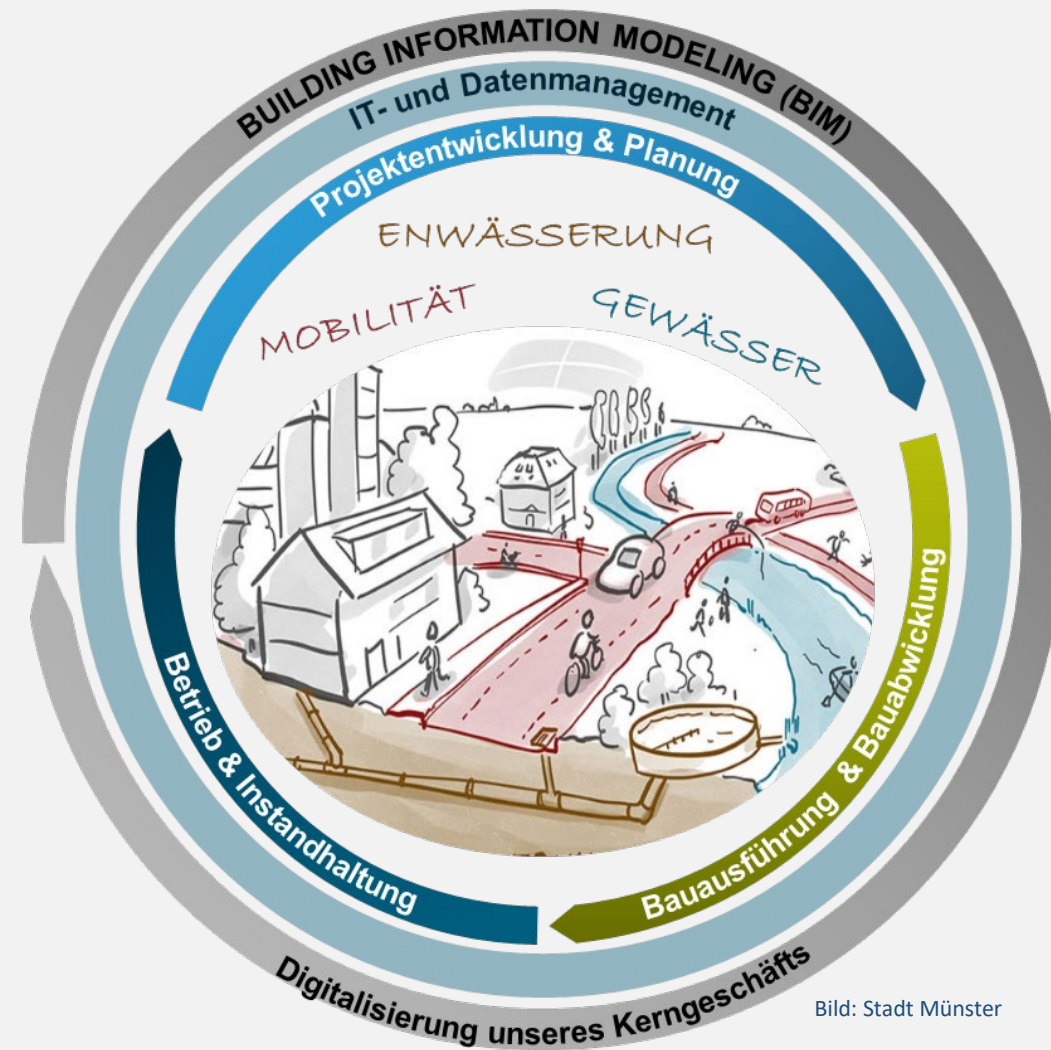 BUILDING INFORMATION MODELING (BIM)
IT- und Datenmanagement
Projektentwicklung & Planung
ENWÄSSERUNG
MOBILITÄT
GEWÄSSER
Bauausführung & Bauabwicklung
Betrieb & Instandhaltung
Digitalisierung unseres Kerngeschäfts
Bild: Stadt Münster